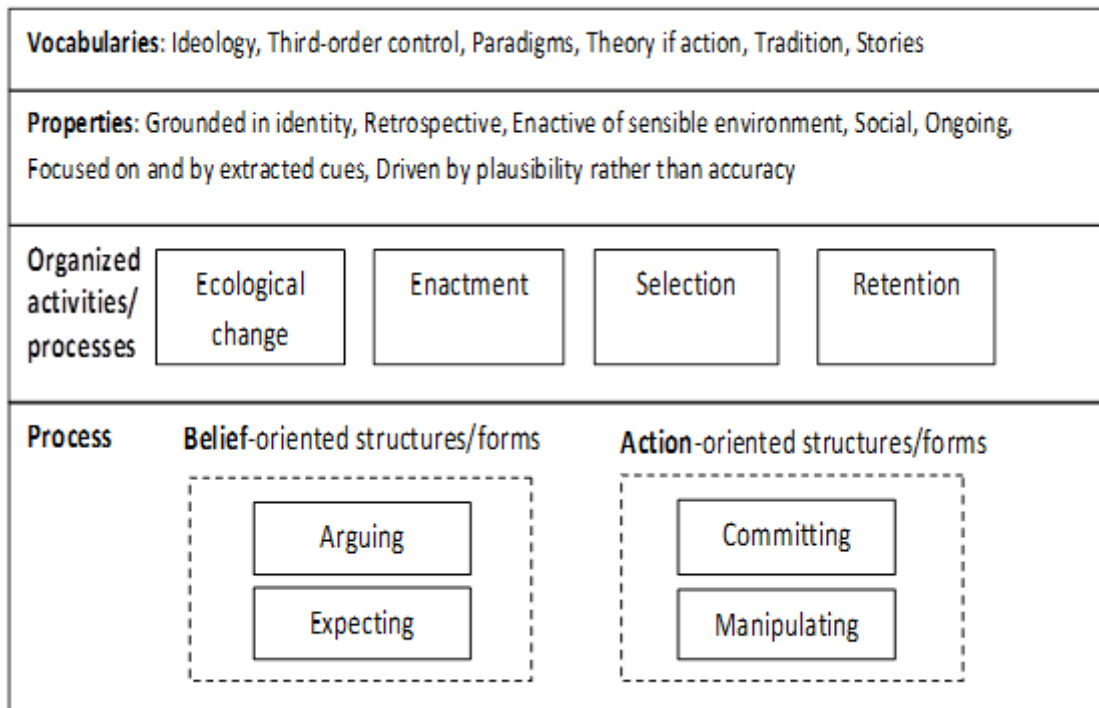 Vocabularies: Ideology, Third-order control, Paradigms, Theory if action, Tradition, Stories
Properties: Grounded in identity, Retrospective, Enactive of sensible environment, Social, Ongoing,
Focused on and by extracted cues, Driven by plausibility rather than accuracy
Organized
activities/
processes
Ecological
change
Enactment
Selection
Retention
Process
Belief-oriented structures/forms
Arguing
Expecting
Action-oriented structures/forms
Committing
Manipulating